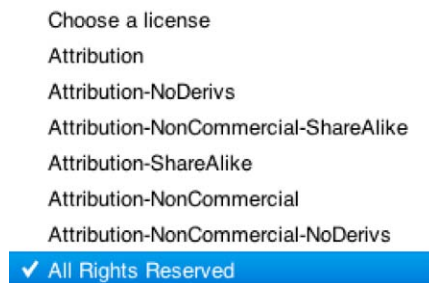 Choose a license
Attribution
Attribution-NoDerivs
Attribution-NonCommercial-ShareAlike
Attribution-ShareAlike
Attribution-NonCommercial
Attribution-NonCommercial-NoDerivs
✓ All Rights Reserved